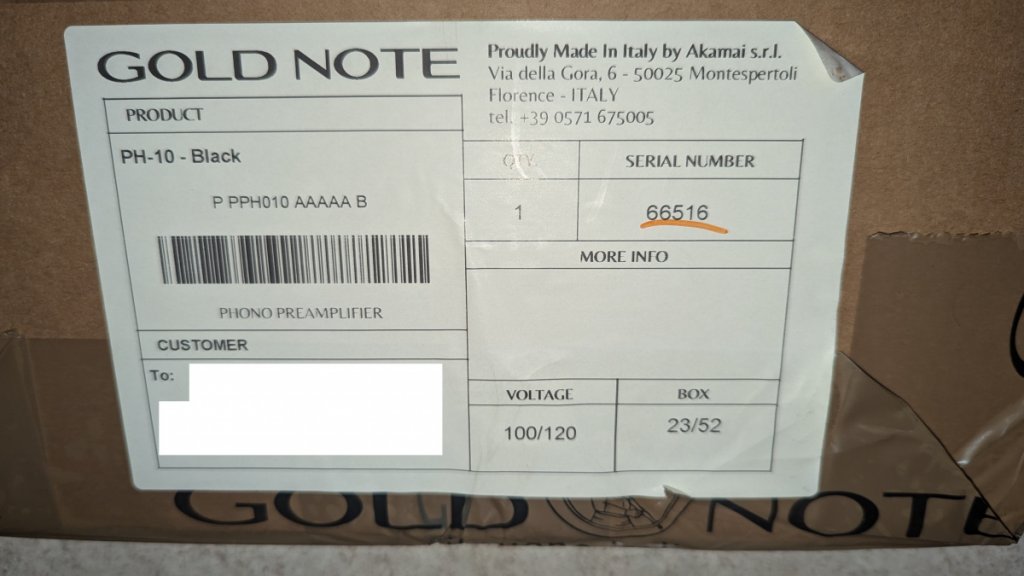 GOLD NOTE
Proudly Made In Italy by Akamai s.r.l.
Via della Gora, 6 - 50025 Montespertoli
Florence - ITALY
tel. +39 0571 675005
PRODUCT
PH-10 - Black
P PPH010 AAAAA B
PHONO PREAMPLIFIER
CUSTOMER
To:
QTY.
SERIAL NUMBER
1
66516
MORE INFO
VOLTAGE
BOX
100/120
23/52
GOLD NOTE